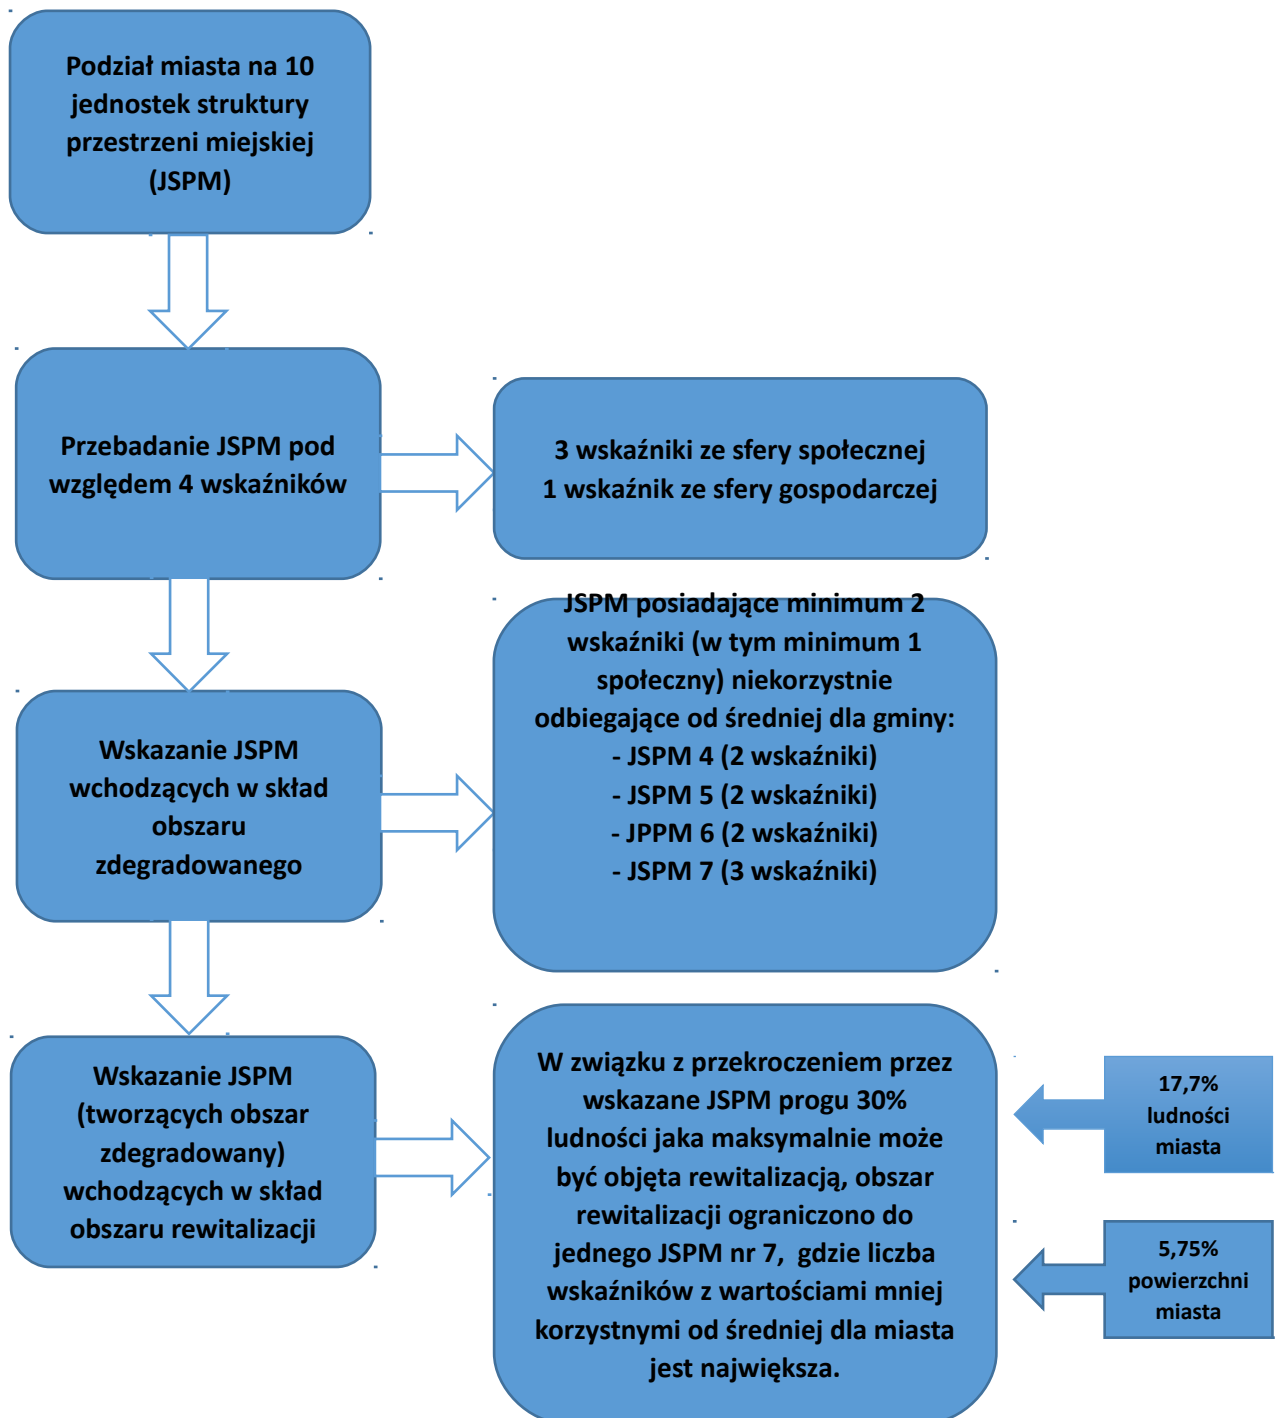 Podział miasta na 10
jednostek struktury
przestrzeni miejskiej
(JSPM)
Przebadanie JSPM pod
względem 4 wskaźników
3 wskaźniki ze sfery społecznej
1 wskaźnik ze sfery gospodarczej
Wskazanie JSPM
wchodzących w skład
obszaru
zdegradowanego
JSPM posiadające minimum 2
wskaźniki (w tym minimum 1
społeczny) niekorzystnie
odbiegające od średniej dla gminy:
- JSPM 4 (2 wskaźniki)
- JSPM 5 (2 wskaźniki)
- JPPM 6 (2 wskaźniki)
- JSPM 7 (3 wskaźniki)
Wskazanie JSPM
(tworzących obszar
zdegradowany)
wchodzących w skład
obszaru rewitalizacji
W związku z przekroczeniem przez
wskazane JSPM progu 30%
ludności jaka maksymalnie może
być objęta rewitalizacją, obszar
rewitalizacji ograniczono do
jednego JSPM nr 7, gdzie liczba
wskaźników z wartościami mniej
korzystnymi od średniej dla miasta
jest największa.
17,7%
ludności
miasta
5,75%
powierzchni
miasta